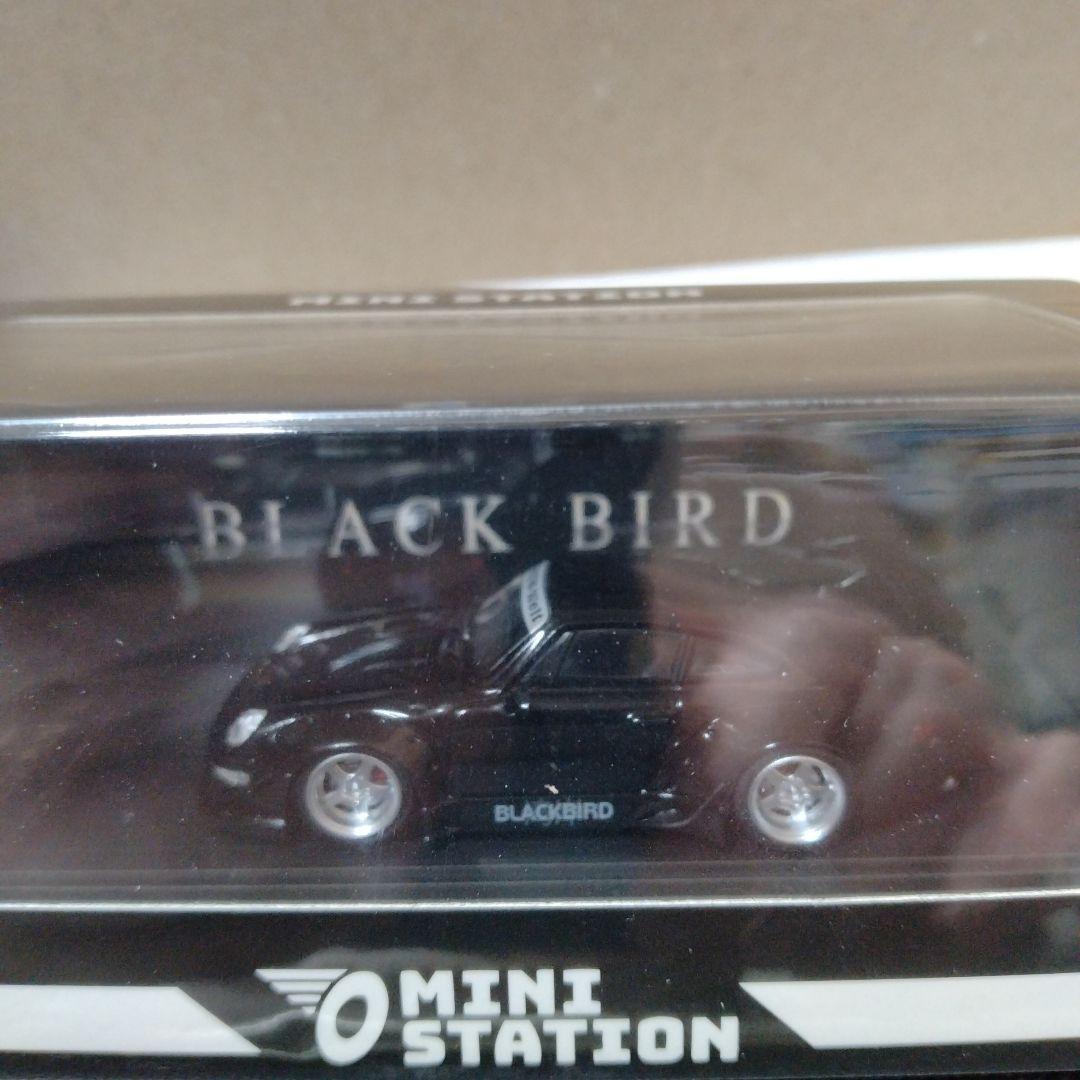 MINI STATION
BLACK BIRD
BLACKBIRD
MINI
STATION